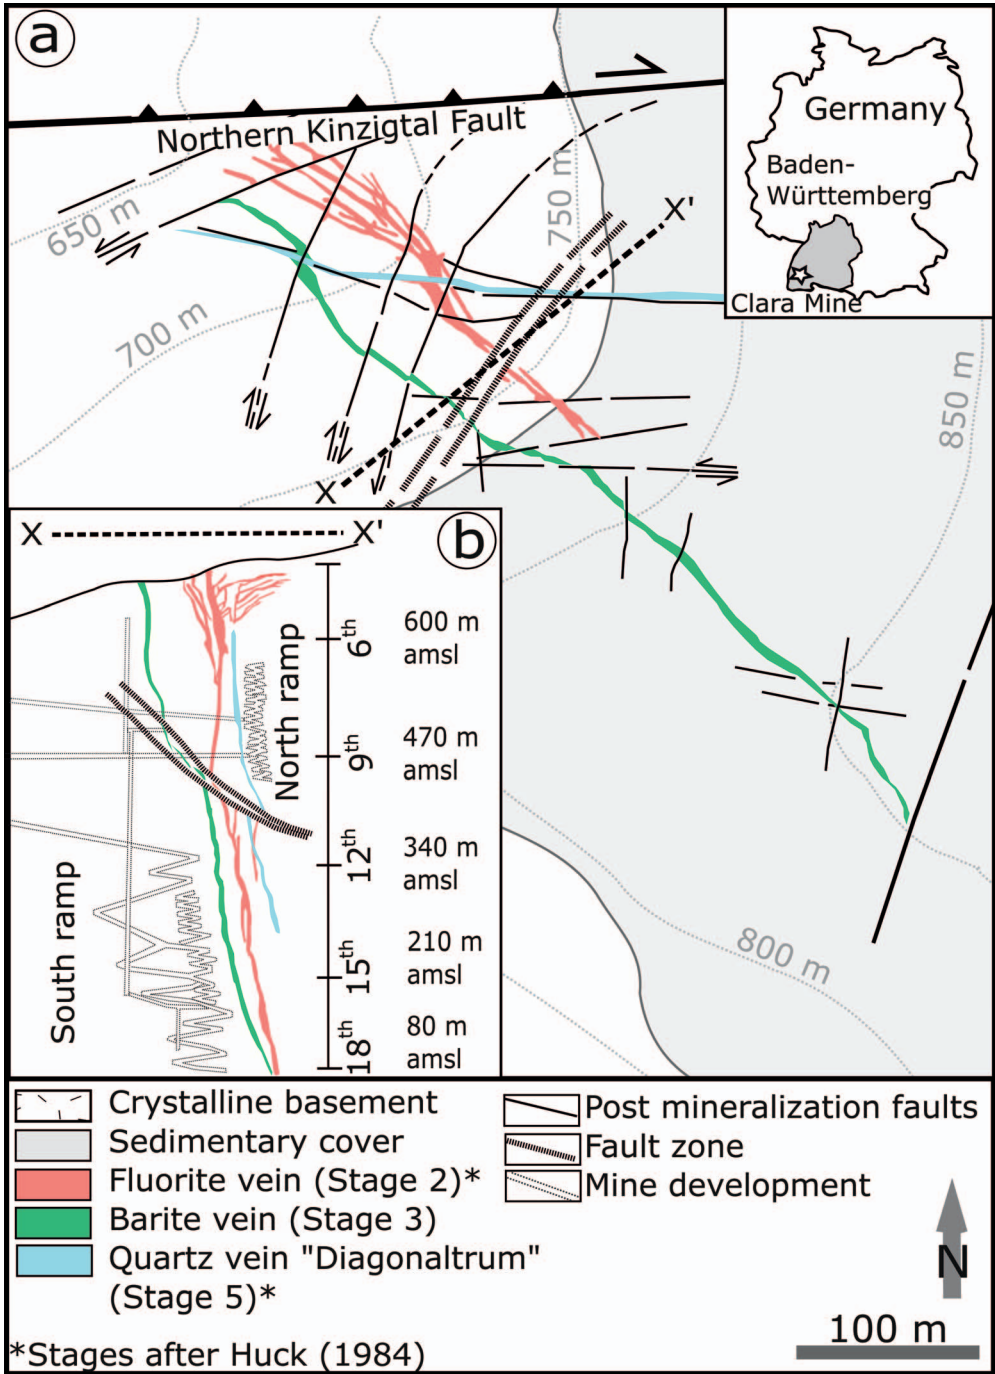 a
Northern Kinzigtal Fault
650 m
700 m
750 m
850 m
800 m
X
X'
Germany
Baden-
Württemberg
Clara Mine
X
X'
b
North ramp
South ramp
6th
9th
12th
15th
18th
600 m
amsl
470 m
amsl
340 m
amsl
210 m
amsl
80 m
amsl
Crystalline basement
Sedimentary cover
Fluorite vein (Stage 2)*
Barite vein (Stage 3)
Quartz vein "Diagonaltrum"
(Stage 5)*
*Stages after Huck (1984)
Post mineralization faults
Fault zone
Mine development
N
100 m